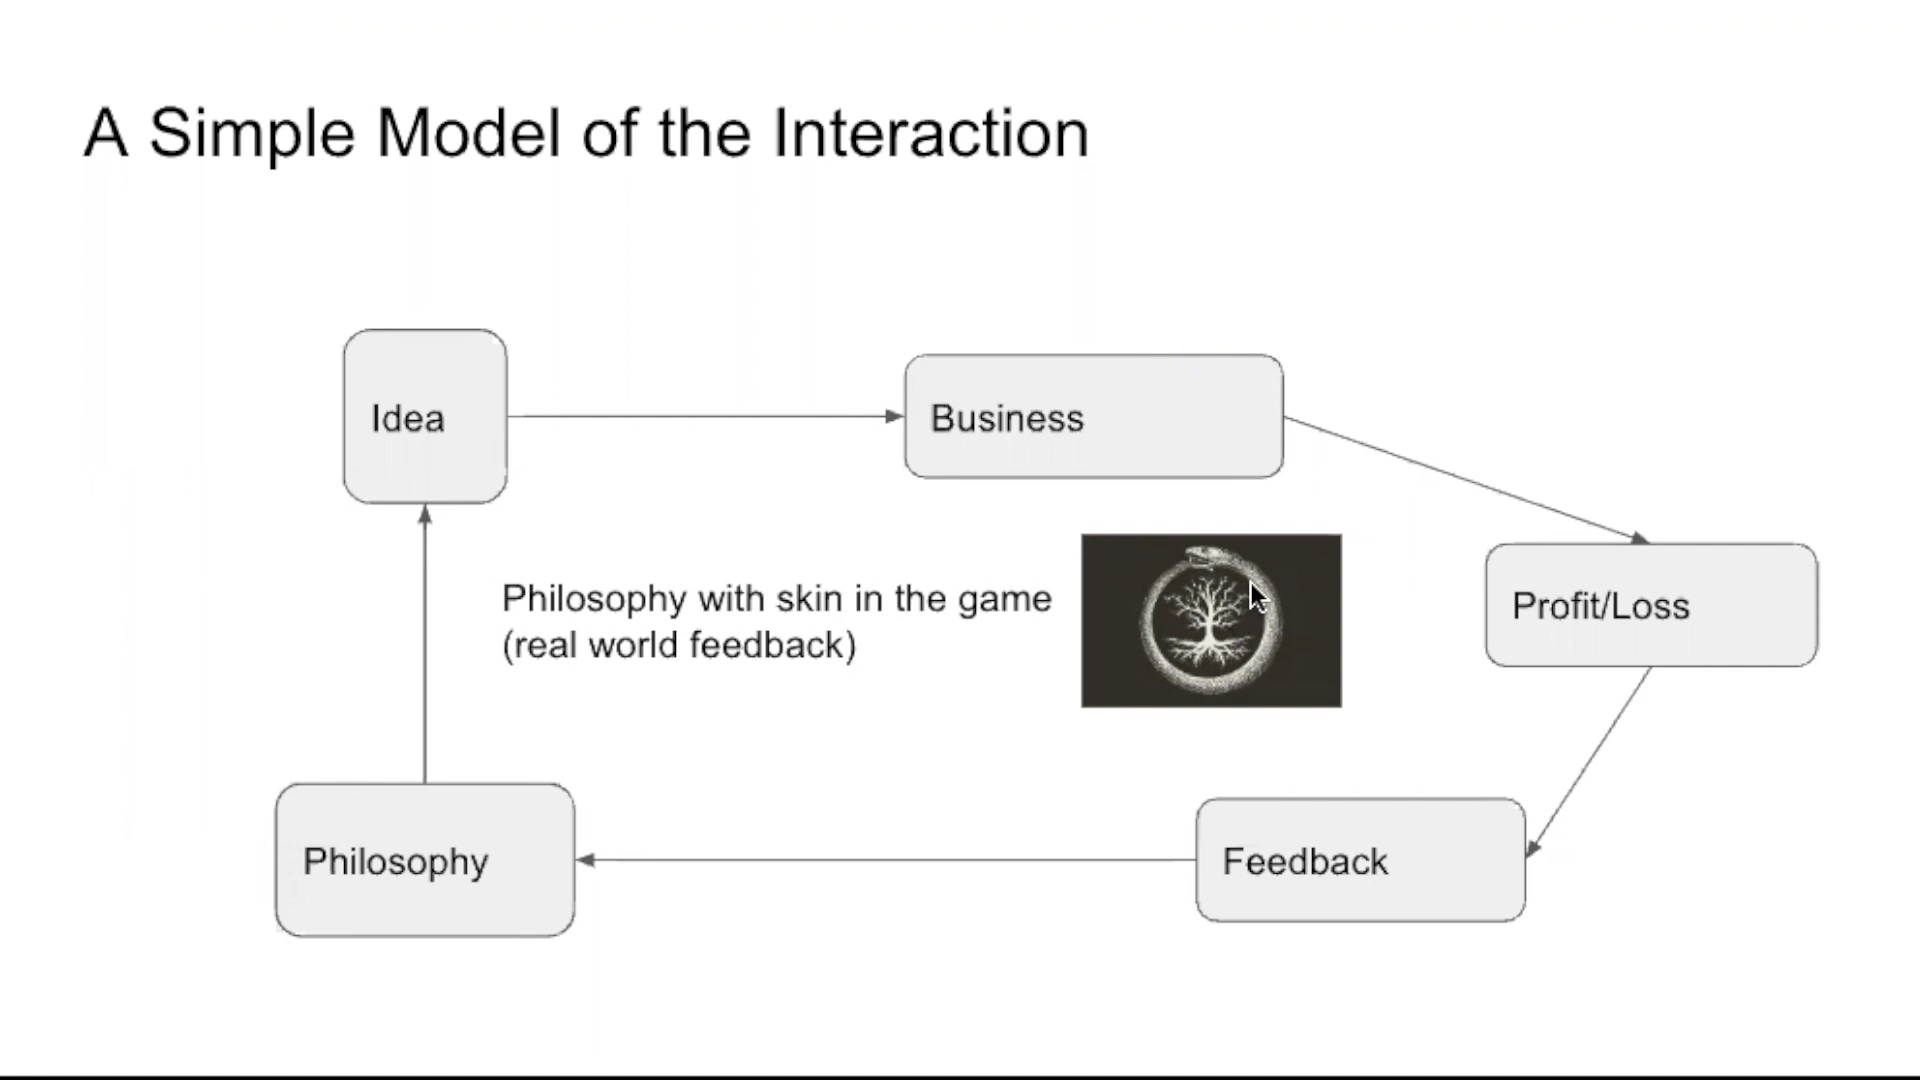 A Simple Model of the Interaction
Idea
Business
Philosophy with skin in the game
(real world feedback)
Profit/Loss
Philosophy
Feedback